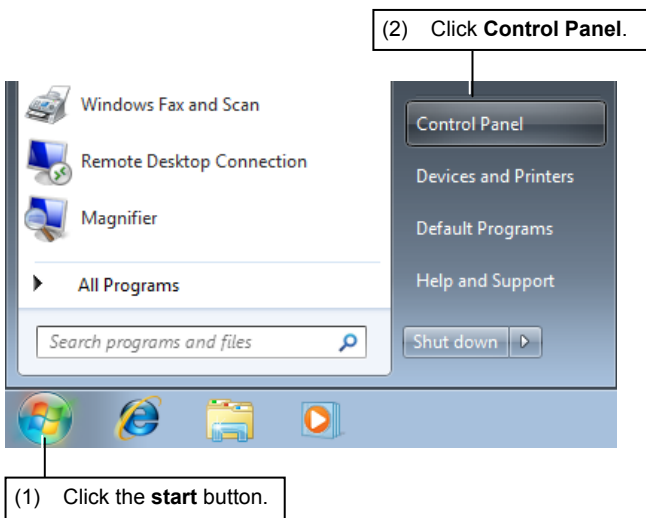 (2) Click Control Panel.
Windows Fax and Scan
Remote Desktop Connection
Magnifier
All Programs
Search programs and files
Control Panel
Devices and Printers
Default Programs
Help and Support
Shut down
(1) Click the start button.